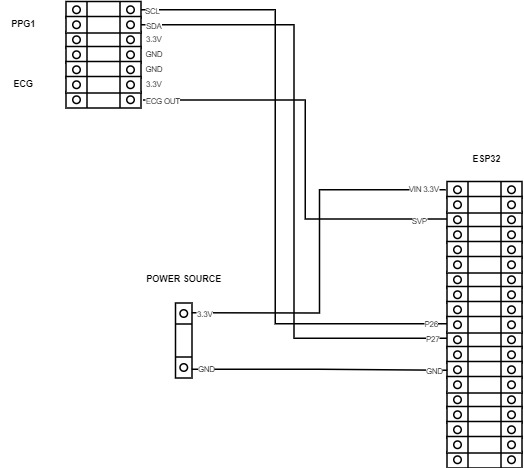 SCL
PPG1
SDA
3.3V
GND
GND
ECG
3.3V
ECG OUT
ESP32
VIN 3.3V
SVP
POWER SOURCE
3.3V
P26
P27
GND
GND